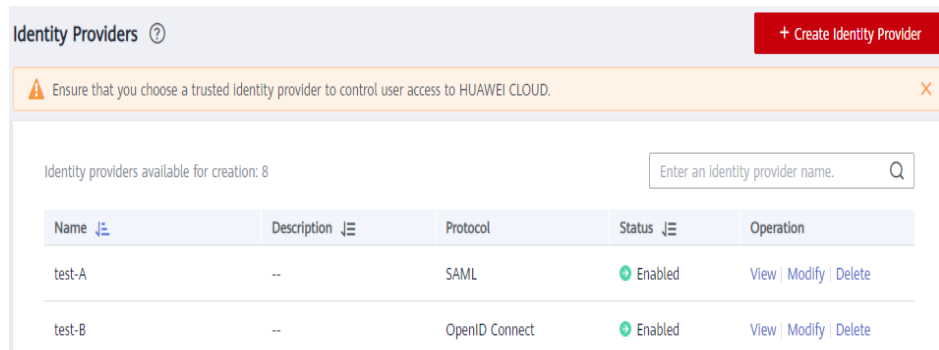 Identity Providers ?
+ Create Identity Provider
Ensure that you choose a trusted identity provider to control user access to HUAWEI CLOUD.
Identity providers available for creation: 8
Enter an identity provider name.
Name Description Protocol Status Operation
test-A -- SAML Enabled View | Modify | Delete
test-B -- OpenID Connect Enabled View | Modify | Delete